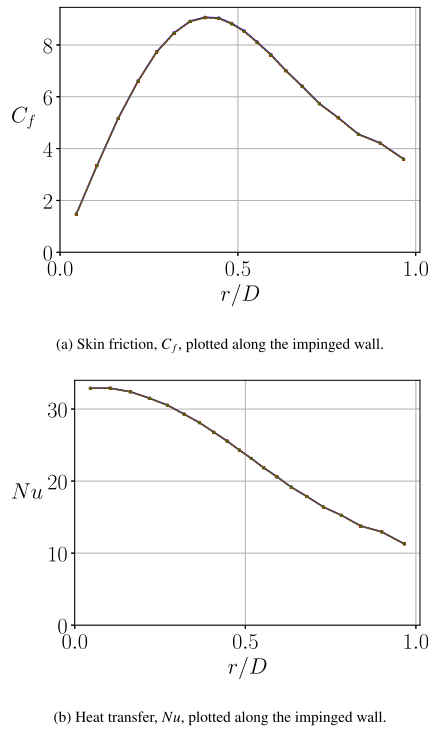 8
6
C_f
4
2
0
0.0 0.5 1.0
r/D
(a) Skin friction, C_f, plotted along the impinged wall.
30
20
Nu
10
0
0.0 0.5 1.0
r/D
(b) Heat transfer, Nu, plotted along the impinged wall.